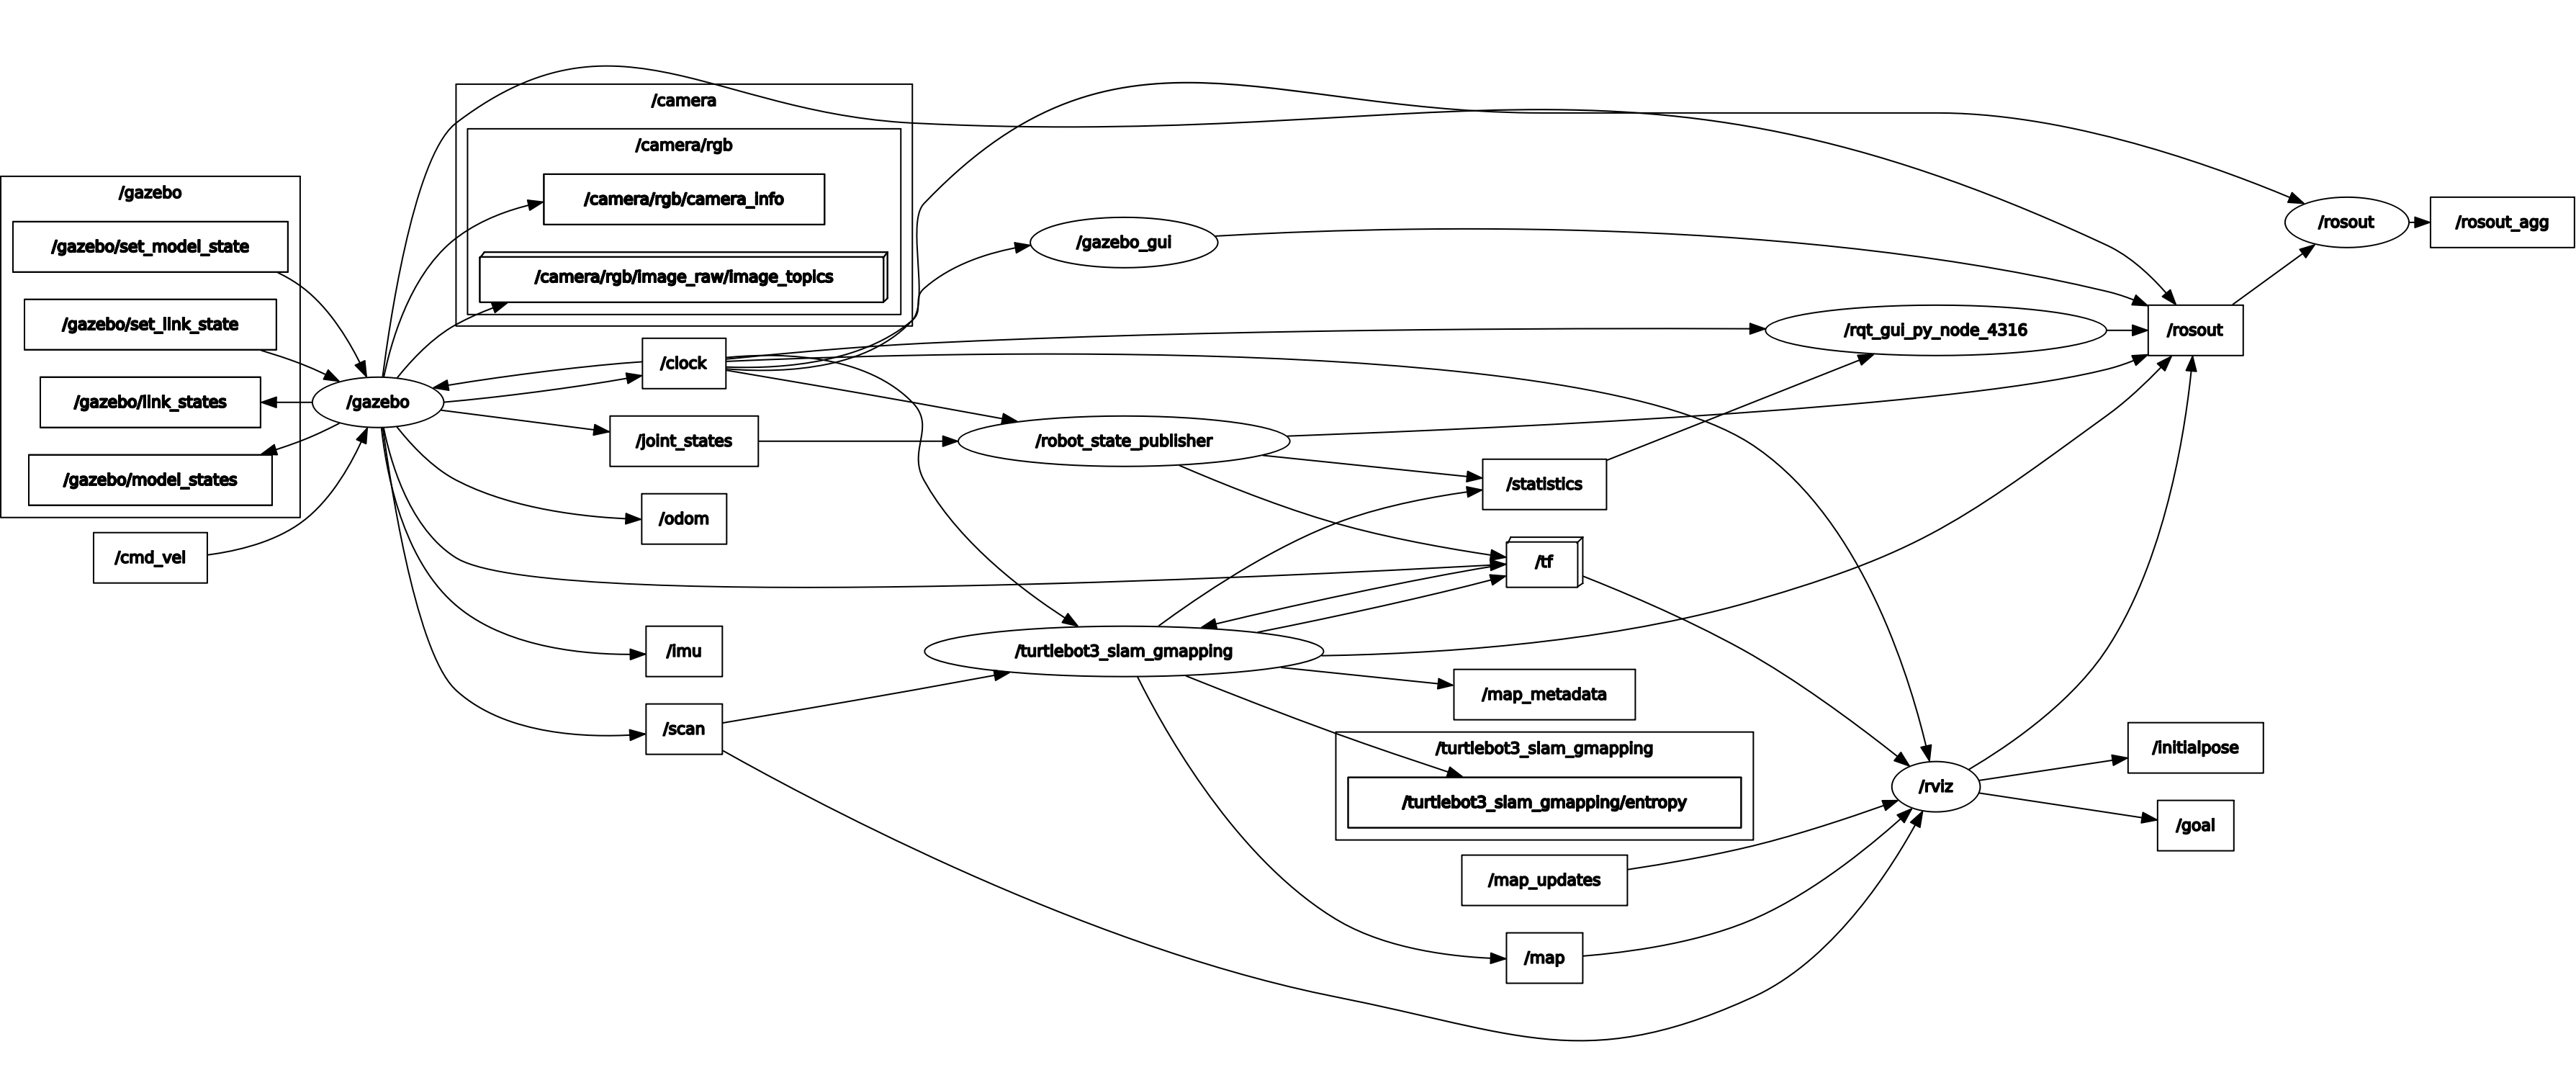 /gazebo
/gazebo/set_model_state
/gazebo/set_link_state
/gazebo/link_states
/gazebo/model_states
/cmd_vel
/gazebo
/camera
/camera/rgb
/camera/rgb/camera_info
/camera/rgb/image_raw/image_topics
/clock
/joint_states
/odom
/imu
/scan
/gazebo_gui
/robot_state_publisher
/turtlebot3_slam_gmapping
/statistics
/tf
/map_metadata
/turtlebot3_slam_gmapping
/turtlebot3_slam_gmapping/entropy
/map_updates
/map
/rqt_gui_py_node_4316
/rviz
/rosout
/initialpose
/goal
/rosout
/rosout_agg